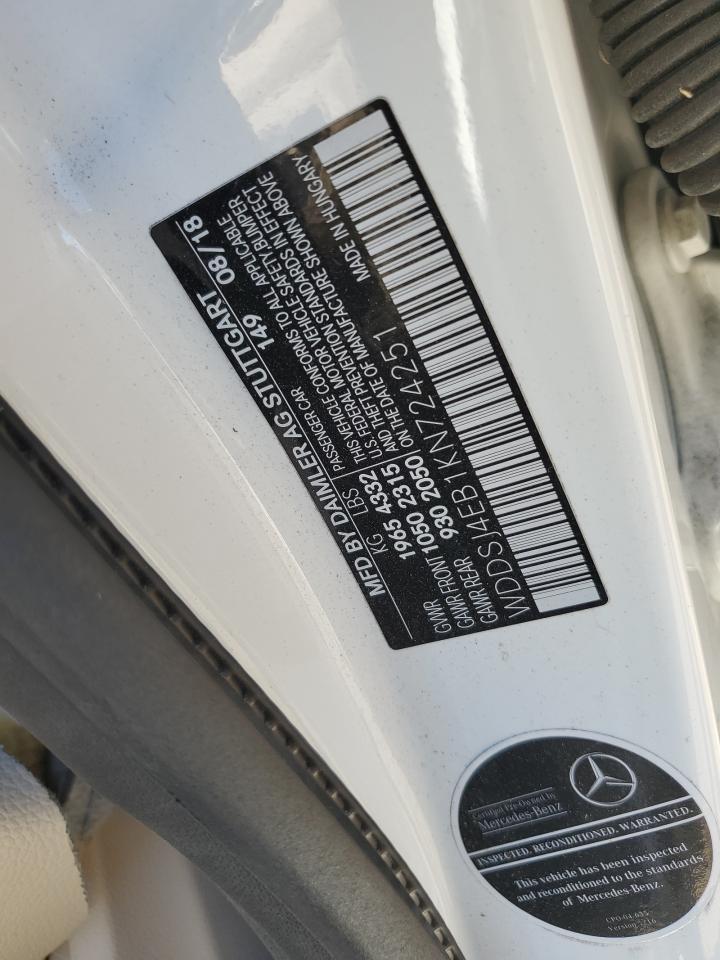 MFD BY DAIMLER AG STUTTGART 149 08/18
KG LBS PASSENGER CAR
GVWR 1965 4332 THIS VEHICLE CONFORMS TO ALL APPLICABLE
GAWR FRONT 1050 2315 U.S. FEDERAL MOTOR VEHICLE SAFETY BUMPER
GAWR REAR 930 2050 AND THEFT PREVENTION STANDARDS IN EFFECT
ON THE DATE OF MANUFACTURE SHOWN ABOVE
WDDSJ4EB1KN724251 MADE IN HUNGARY
Certified Pre-Owned by
Mercedes-Benz
INSPECTED. RECONDITIONED. WARRANTED.
This vehicle has been inspected
and reconditioned to the standards
of Mercedes-Benz.